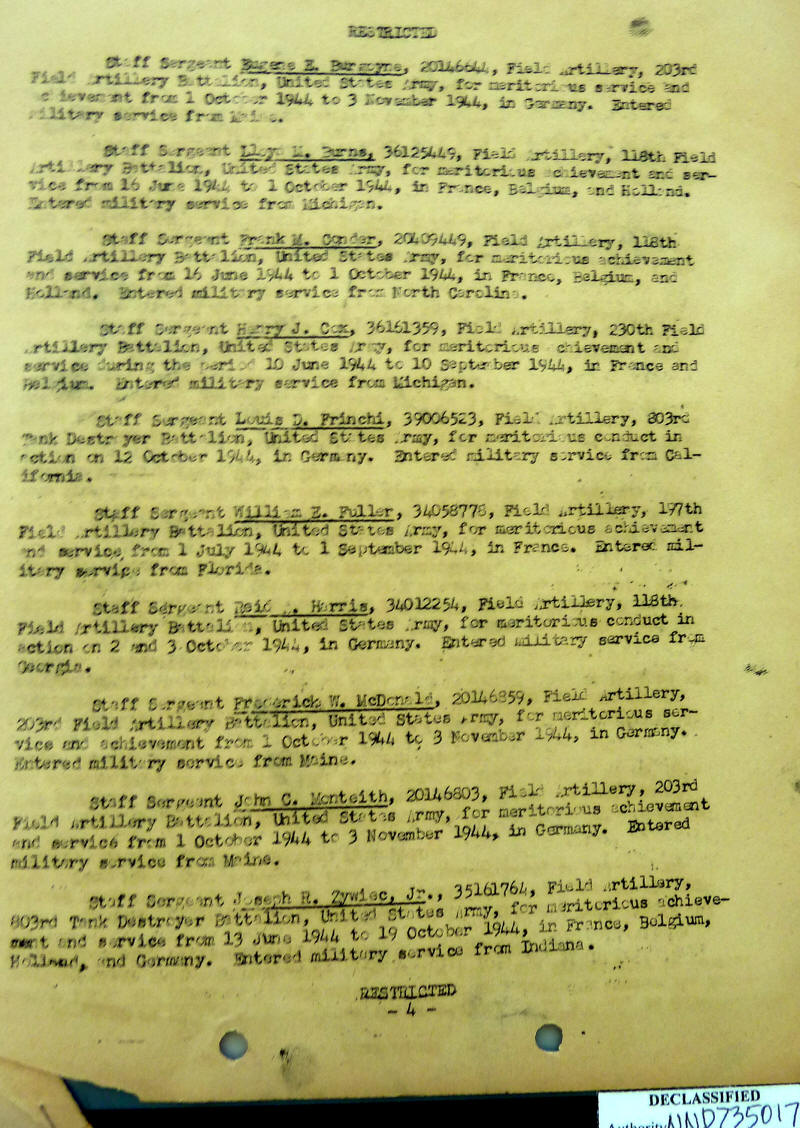 RESTRICTED
Staff Sergeant Eugene E. Burgoyne, 20146644, Field Artillery, 203rd
Field Artillery Battalion, United States Army, for meritorious service and
achievement from 1 October 1944 to 3 November 1944, in Germany. Entered
military service from Maine.
Staff Sergeant Lloyd Burns, 36125449, Field Artillery, 118th Field
Artillery Battalion, United States Army, for meritorious achievement and ser-
vice from 16 June 1944 to 1 October 1944, in France, Belgium, and Holland.
Entered military service from Michigan.
Staff Sergeant Frank M. Conder, 20409449, Field Artillery, 118th
Field Artillery Battalion, United States Army, for meritorious achievement
and service from 16 June 1944 to 1 October 1944, in France, Belgium, and
Holland. Entered military service from North Carolina.
Staff Sergeant Harry J. Cox, 36161359, Field Artillery, 230th Field
Artillery Battalion, United States Army, for meritorious achievement and
service during the period 10 June 1944 to 10 September 1944, in France and
Belgium. Entered military service from Michigan.
Staff Sergeant Louis D. Frinchi, 39006523, Field Artillery, 803rd
Tank Destroyer Battalion, United States Army, for meritorious conduct in
action on 12 October 1944, in Germany. Entered military service from Cal-
ifornia.
Staff Sergeant William E. Fuller, 34058778, Field Artillery, 197th
Field Artillery Battalion, United States Army, for meritorious achievement
and service from 1 July 1944 to 1 September 1944, in France. Entered mil-
itary service from Florida.
Staff Sergeant Harris, 34012254, Field Artillery, 118th
Field Artillery Battalion, United States Army, for meritorious conduct in
action on 2 and 3 October 1944, in Germany. Entered military service from
Georgia.
Staff Sergeant Frederick W. McDonald, 20146859, Field Artillery,
203rd Field Artillery Battalion, United States Army, for meritorious ser-
vice and achievement from 1 October 1944 to 3 November 1944, in Germany.
Entered military service from Maine.
Staff Sergeant John C. Monteith, 20146803, Field Artillery, 203rd
Field Artillery Battalion, United States Army, for meritorious achievement
and service from 1 October 1944 to 3 November 1944, in Germany. Entered
military service from Maine.
Staff Sergeant Joseph R. Zywiec, Jr., 35161764, Field Artillery,
803rd Tank Destroyer Battalion, United States Army, for meritorious achieve-
ment and service from 13 June 1944 to 19 October 1944, in France, Belgium,
Holland, and Germany. Entered military service from Indiana.
RESTRICTED
- 4 -
DECLASSIFIED
Authority NND735017